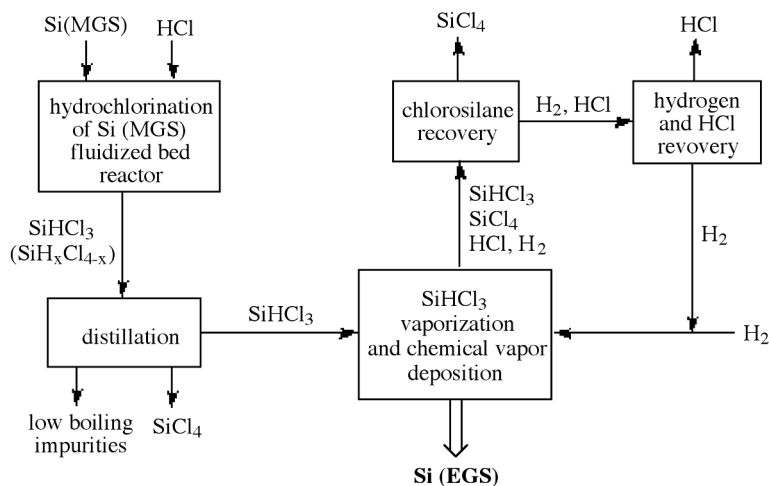 Si(MGS)
HCl
hydrochlorination
of Si (MGS)
fluidized bed
reactor
SiHCl₃
(SiHₓCl₄₋ₓ)
distillation
low boiling
impurities
SiCl₄
SiHCl₃
SiCl₄
chlorosilane
recovery
H₂, HCl
HCl
hydrogen
and HCl
revovery
SiHCl₃
SiCl₄
HCl, H₂
H₂
SiHCl₃
vaporization
and chemical vapor
deposition
H₂
Si (EGS)